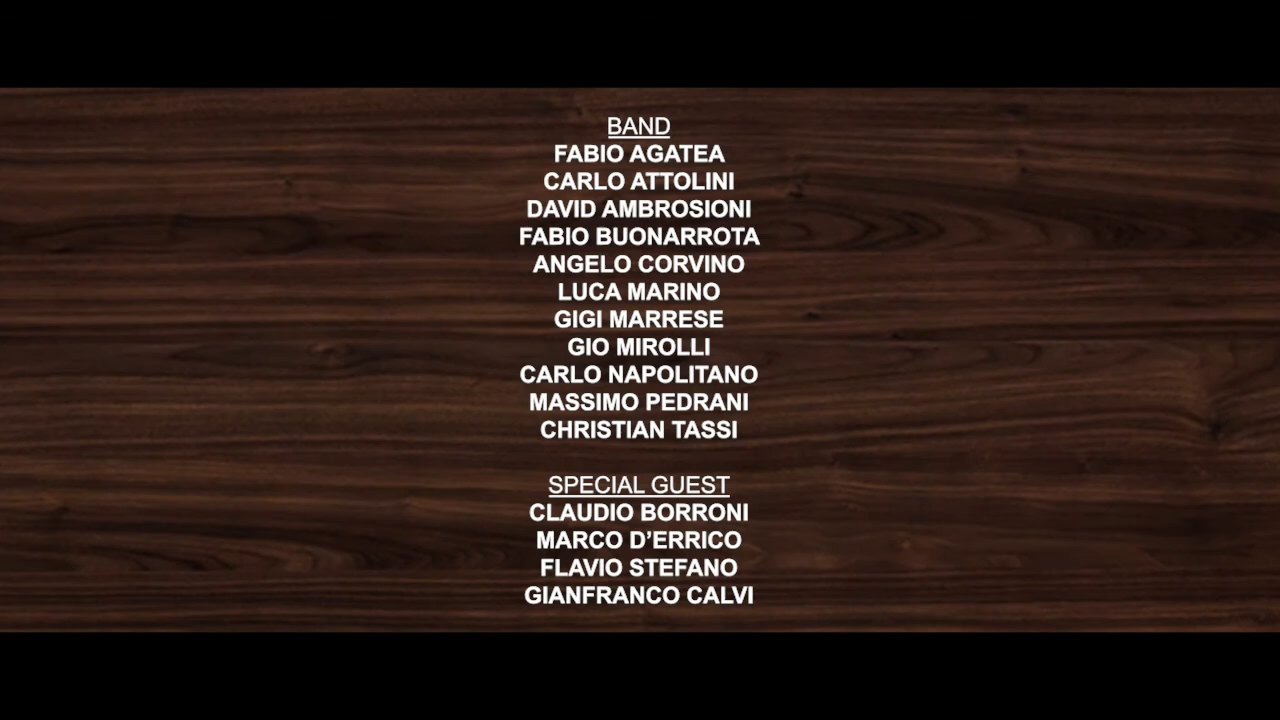 BAND
FABIO AGATEA
CARLO ATTOLINI
DAVID AMBROSIONI
FABIO BUONARROTA
ANGELO CORVINO
LUCA MARINO
GIGI MARRESE
GIO MIROLLI
CARLO NAPOLITANO
MASSIMO PEDRANI
CHRISTIAN TASSI
SPECIAL GUEST
CLAUDIO BORRONI
MARCO D’ERRICO
FLAVIO STEFANO
GIANFRANCO CALVI